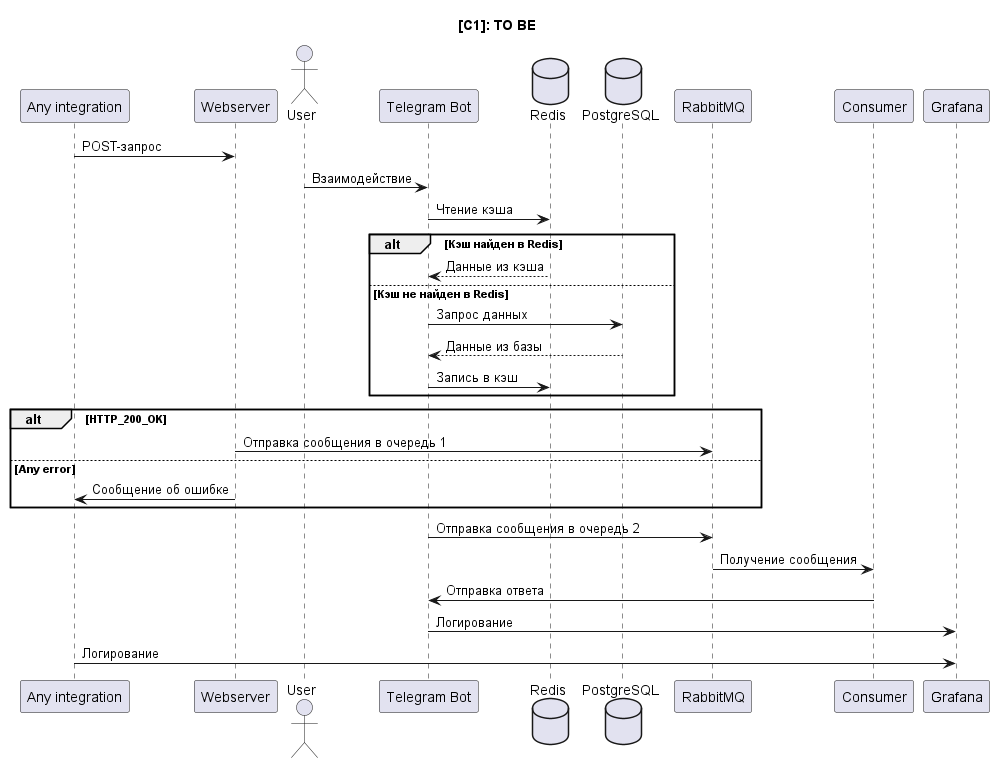 [C1]: TO BE
Any integration
Webserver
User
Telegram Bot
Redis
PostgreSQL
RabbitMQ
Consumer
Grafana
POST-запрос
Взаимодействие
Чтение кэша
alt
[Кэш найден в Redis]
Данные из кэша
[Кэш не найден в Redis]
Запрос данных
Данные из базы
Запись в кэш
alt
[HTTP_200_OK]
Отправка сообщения в очередь 1
[Any error]
Сообщение об ошибке
Отправка сообщения в очередь 2
Получение сообщения
Отправка ответа
Логирование
Логирование
Any integration
Webserver
User
Telegram Bot
Redis
PostgreSQL
RabbitMQ
Consumer
Grafana